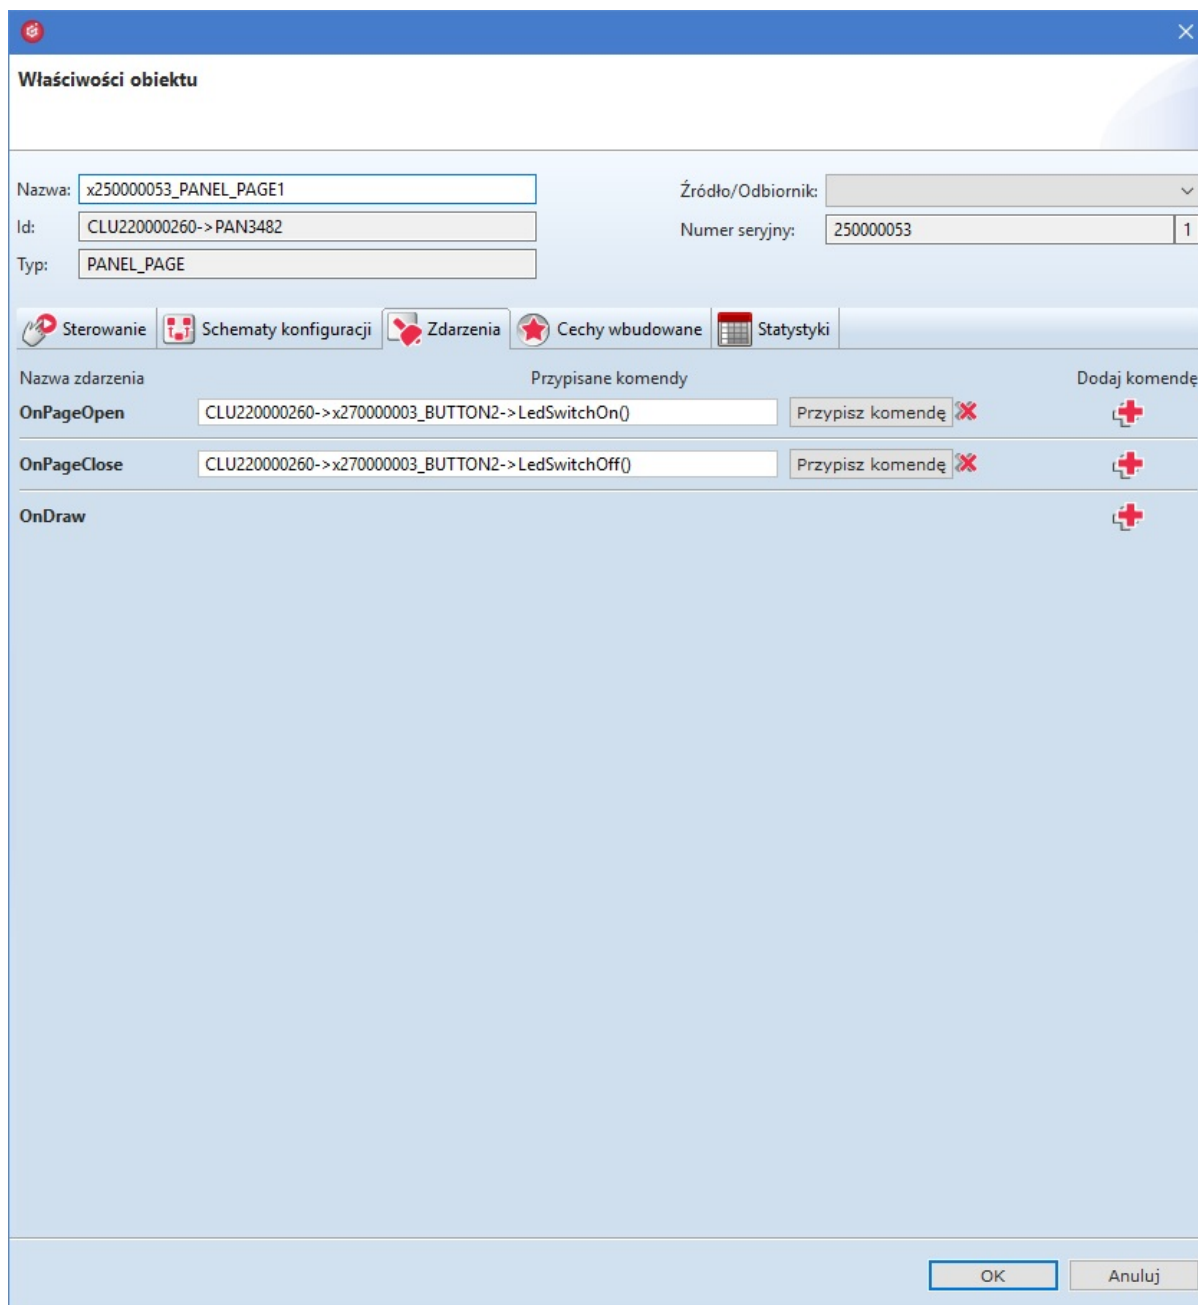 Właściwości obiektu
Nazwa: x250000053_PANEL_PAGE1 Źródło/Odbiornik:
Id: CLU220000260->PAN3482 Numer seryjny: 250000053 1
Typ: PANEL_PAGE
Sterowanie Schematy konfiguracji Zdarzenia Cechy wbudowane Statystyki
Nazwa zdarzenia Przypisane komendy Dodaj komendę
OnPageOpen CLU220000260->x270000003_BUTTON2->LedSwitchOn() Przypisz komendę
OnPageClose CLU220000260->x270000003_BUTTON2->LedSwitchOff() Przypisz komendę
OnDraw
OK Anuluj